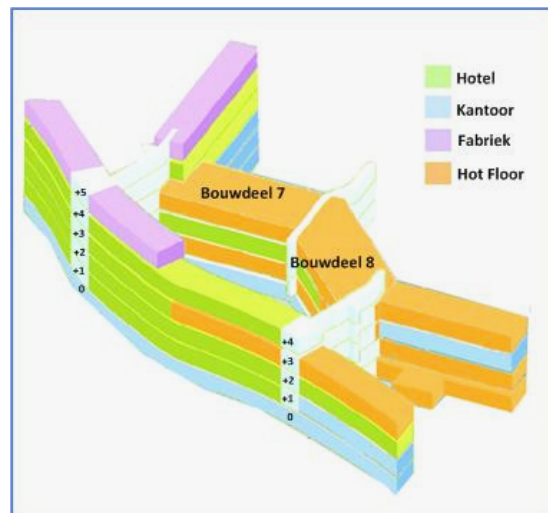 Hotel
Kantoor
Fabriek
Hot Floor
Bouwdeel 7
Bouwdeel 8
+5
+4
+3
+2
+1
0
+4
+3
+2
+1
0